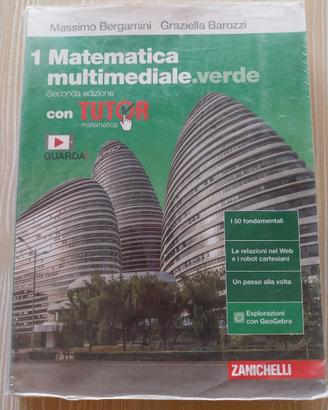 Massimo Bergamini Graziella Barozzi
1 Matematica
multimediale.verde
Seconda edizione
con TUTOR
matematica
GUARDA!
I 50 fondamentali
Le relazioni nel Web
e i robot cartesiani
Un passo alla volta
Esplorazioni
con GeoGebra
ZANICHELLI